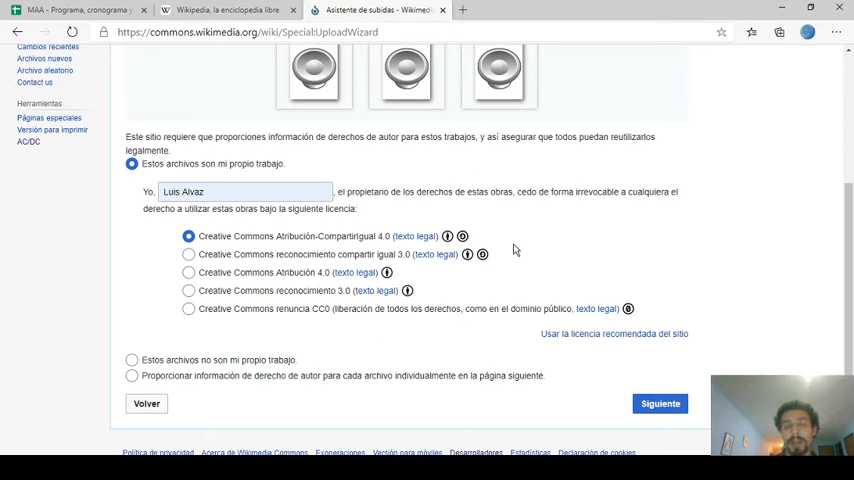 MAA - Programa, cronograma y
Wikipedia, la enciclopedia libre
Asistente de subidas - Wikimedi
https://commons.wikimedia.org/wiki/Special:UploadWizard
Cambios recientes
Archivos nuevos
Archivo aleatorio
Contact us
Herramientas
Páginas especiales
Versión para imprimir
AC/DC
Este sitio requiere que proporciones información de derechos de autor para estos trabajos, y así asegurar que todos puedan reutilizarlos
legalmente.
Estos archivos son mi propio trabajo.
Yo, Luis Alvaz , el propietario de los derechos de estas obras, cedo de forma irrevocable a cualquiera el
derecho a utilizar estas obras bajo la siguiente licencia:
Creative Commons Atribución-CompartirIgual 4.0 (texto legal)
Creative Commons reconocimiento compartir igual 3.0 (texto legal)
Creative Commons Atribución 4.0 (texto legal)
Creative Commons reconocimiento 3.0 (texto legal)
Creative Commons renuncia CC0 (liberación de todos los derechos, como en el dominio público, texto legal)
Usar la licencia recomendada del sitio
Estos archivos no son mi propio trabajo.
Proporcionar información de derecho de autor para cada archivo individualmente en la página siguiente.
Volver
Siguiente
Política de privacidad Acerca de Wikimedia Commons Exoneraciones Versión para móviles Desarrolladores Estadísticas Declaración de cookies